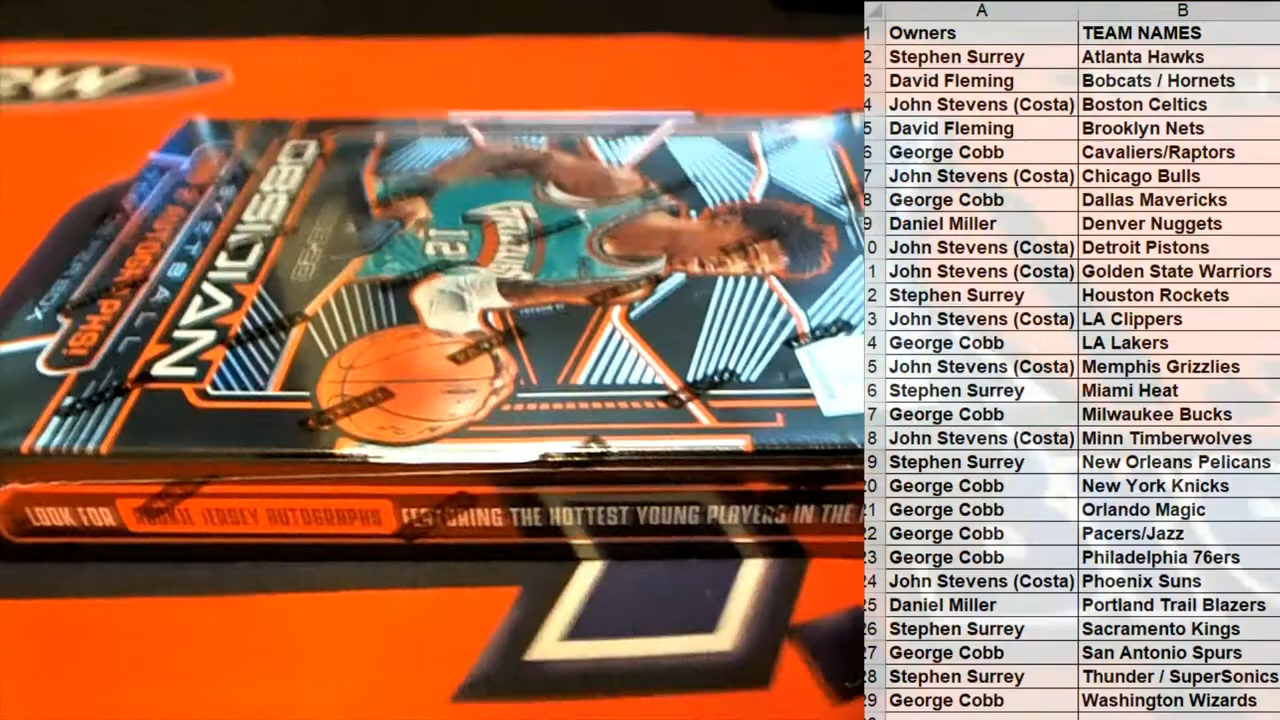 OBSIDIAN
BASKETBALL
GRIZZLIES
12
LOOK FOR ROOKIE JERSEY AUTOGRAPHS FEATURING THE HOTTEST YOUNG PLAYERS IN THE
A B
1 Owners TEAM NAMES
2 Stephen Surrey Atlanta Hawks
3 David Fleming Bobcats / Hornets
4 John Stevens (Costa) Boston Celtics
5 David Fleming Brooklyn Nets
6 George Cobb Cavaliers/Raptors
7 John Stevens (Costa) Chicago Bulls
8 George Cobb Dallas Mavericks
9 Daniel Miller Denver Nuggets
0 John Stevens (Costa) Detroit Pistons
1 John Stevens (Costa) Golden State Warriors
2 Stephen Surrey Houston Rockets
3 John Stevens (Costa) LA Clippers
4 George Cobb LA Lakers
5 John Stevens (Costa) Memphis Grizzlies
6 Stephen Surrey Miami Heat
7 George Cobb Milwaukee Bucks
8 John Stevens (Costa) Minn Timberwolves
9 Stephen Surrey New Orleans Pelicans
20 George Cobb New York Knicks
21 George Cobb Orlando Magic
22 George Cobb Pacers/Jazz
23 George Cobb Philadelphia 76ers
24 John Stevens (Costa) Phoenix Suns
25 Daniel Miller Portland Trail Blazers
26 Stephen Surrey Sacramento Kings
27 George Cobb San Antonio Spurs
28 Stephen Surrey Thunder / SuperSonics
29 George Cobb Washington Wizards